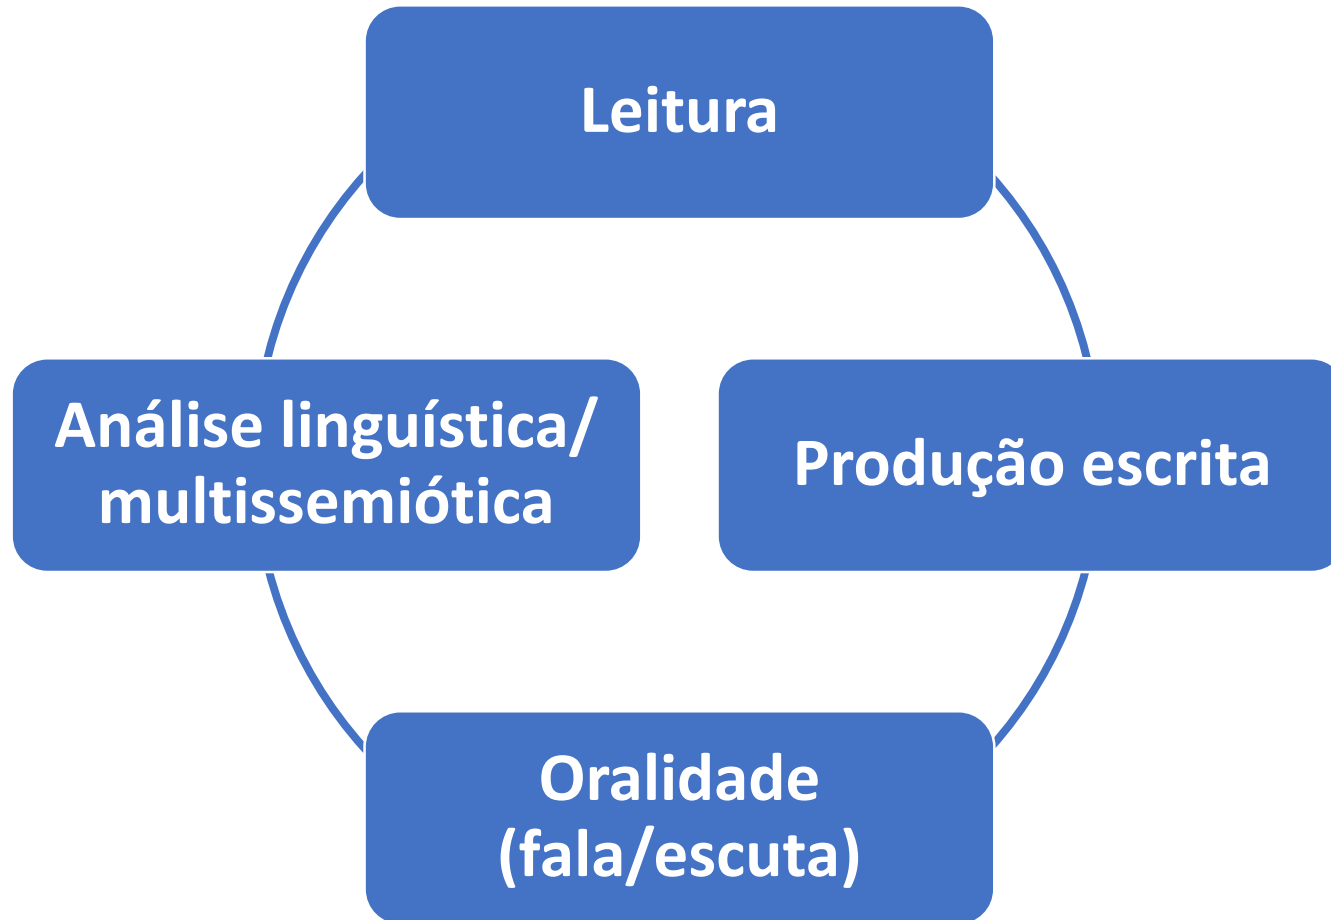 Leitura
Análise linguística/
multissemiótica
Produção escrita
Oralidade
(fala/escuta)